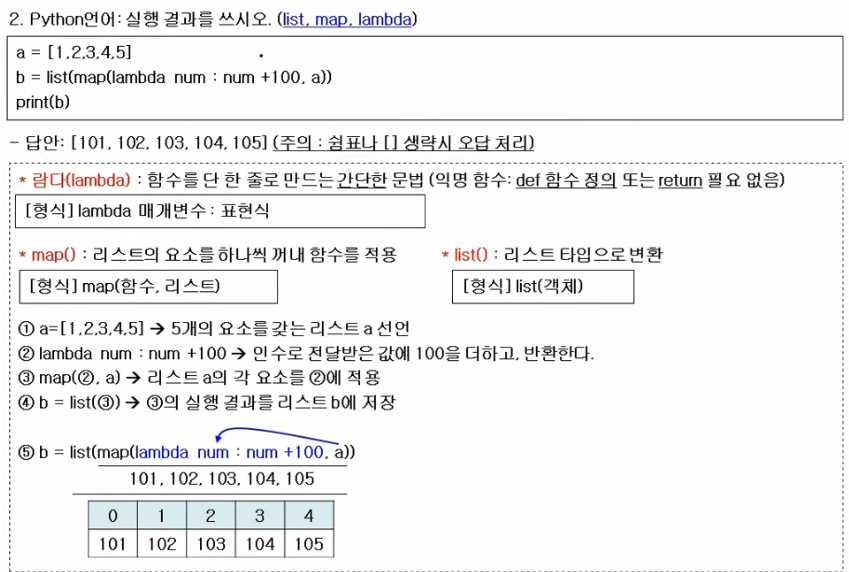 2. Python언어: 실행 결과를 쓰시오. (list, map, lambda)
a = [1,2,3,4,5]
b = list(map(lambda num : num +100, a))
print(b)
- 답안: [101, 102, 103, 104, 105] (주의 : 쉼표나 [] 생략시 오답 처리)
* 람다(lambda) : 함수를 단 한 줄로 만드는 간단한 문법 (익명 함수: def 함수 정의 또는 return 필요 없음)
[형식] lambda 매개변수 : 표현식
* map() : 리스트의 요소를 하나씩 꺼내 함수를 적용
* list() : 리스트 타입으로 변환
[형식] map(함수, 리스트)
[형식] list(객체)
① a=[1,2,3,4,5] → 5개의 요소를 갖는 리스트 a 선언
② lambda num : num +100 → 인수로 전달받은 값에 100을 더하고, 반환한다.
③ map(②, a) → 리스트 a의 각 요소를 ②에 적용
④ b = list(③) → ③의 실행 결과를 리스트 b에 저장
⑤ b = list(map(lambda num : num +100, a))
101, 102, 103, 104, 105
0 1 2 3 4
101 102 103 104 105